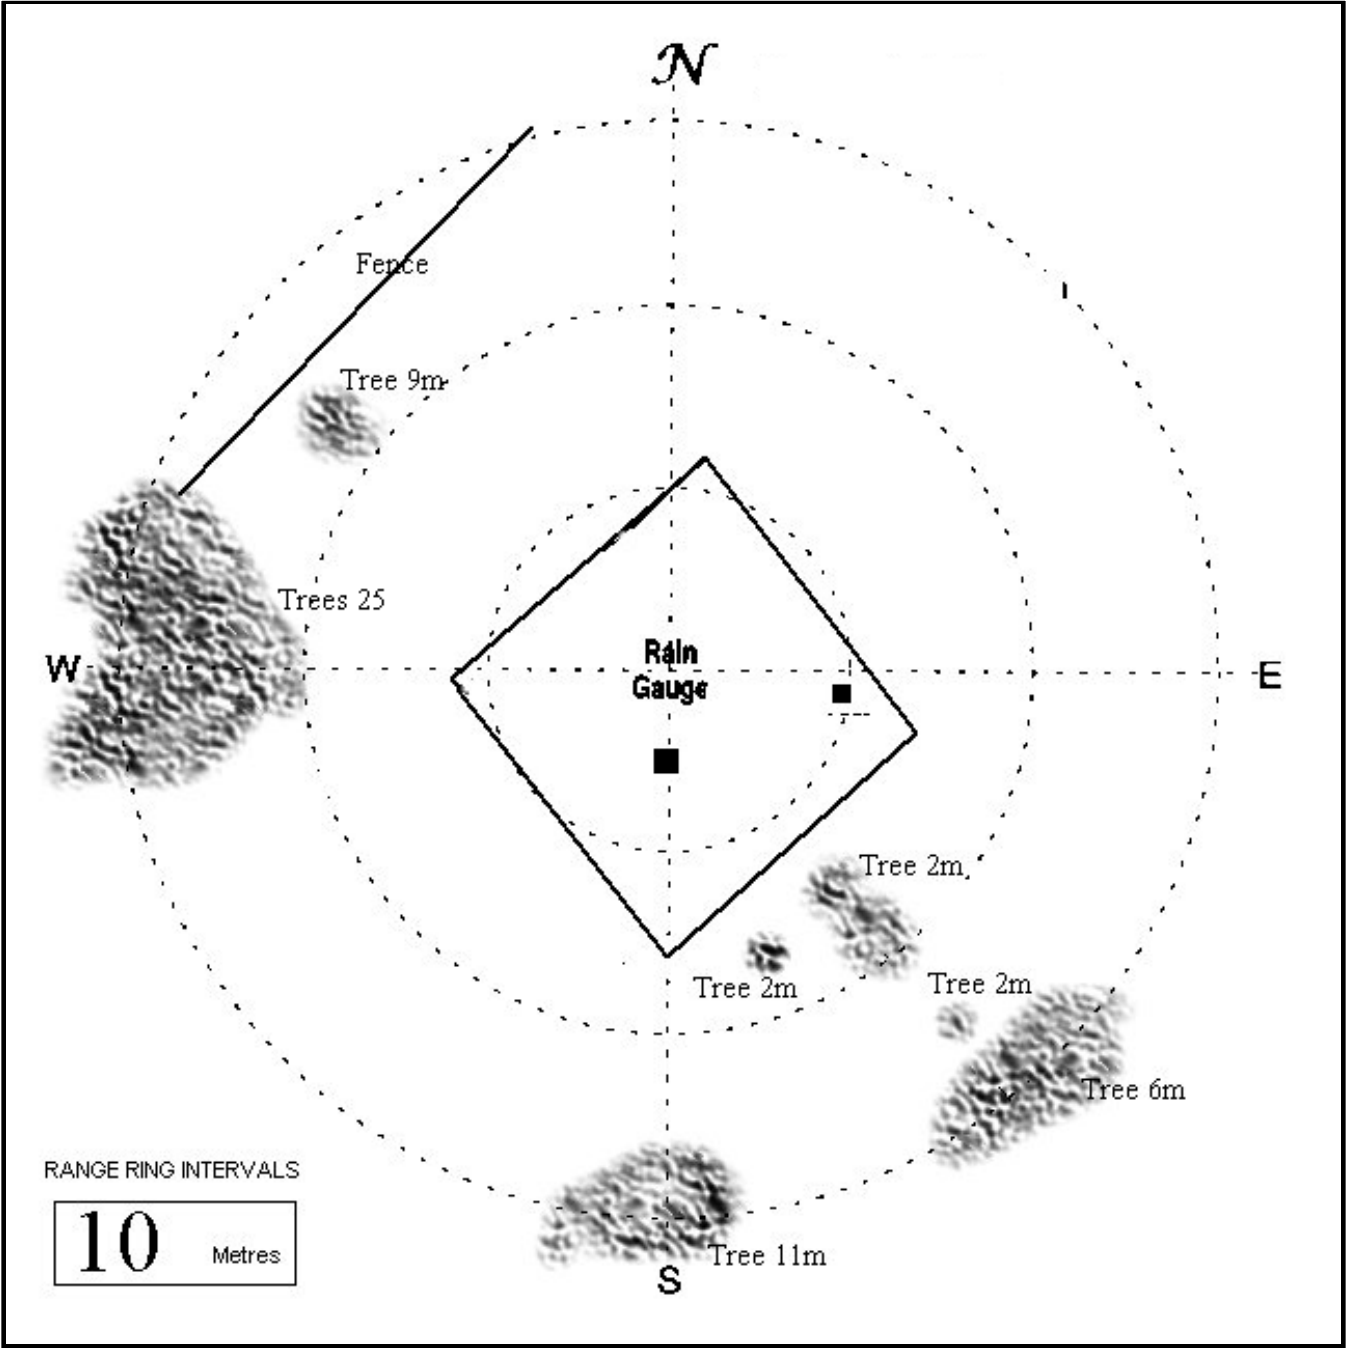 N
Fence
Tree 9m
Trees 25
Rain
Gauge
W
E
Tree 2m
Tree 2m
Tree 2m
Tree 6m
RANGE RING INTERVALS
10 Metres
Tree 11m
S